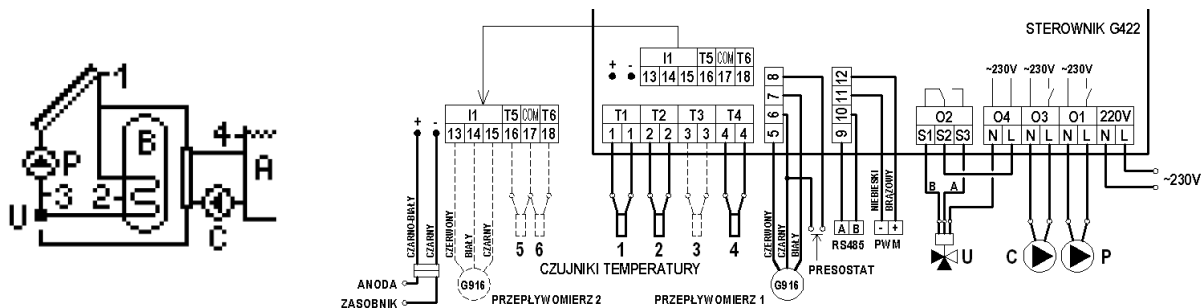 1
B
4
P
A
3
2
U
C
STEROWNIK G422
+ -
I1 T5 COM T6
13 14 15 16 17 18
8
7
6
5
12
11
10
9
~230V ~230V ~230V
O2 O4 O3 O1 220V
S1 S2 S3 N L N L N L N L
+ -
I1 T5 COM T6
13 14 15 16 17 18
T1 T2 T3 T4
1 1 2 2 3 3 4 4
~230V
B A
NIEBIESKI
BRĄZOWY
CZARNO-BIAŁY
CZARNY
CZERWONY
BIAŁY
CZARNY
CZERWONY
CZARNY
BIAŁY
A B - +
RS485 PWM
5 6
1 2 3 4
CZUJNIKI TEMPERATURY
PRESOSTAT
U C P
ANODA
ZASOBNIK
G916
PRZEPŁYWOMIERZ 2
PRZEPŁYWOMIERZ 1
G916